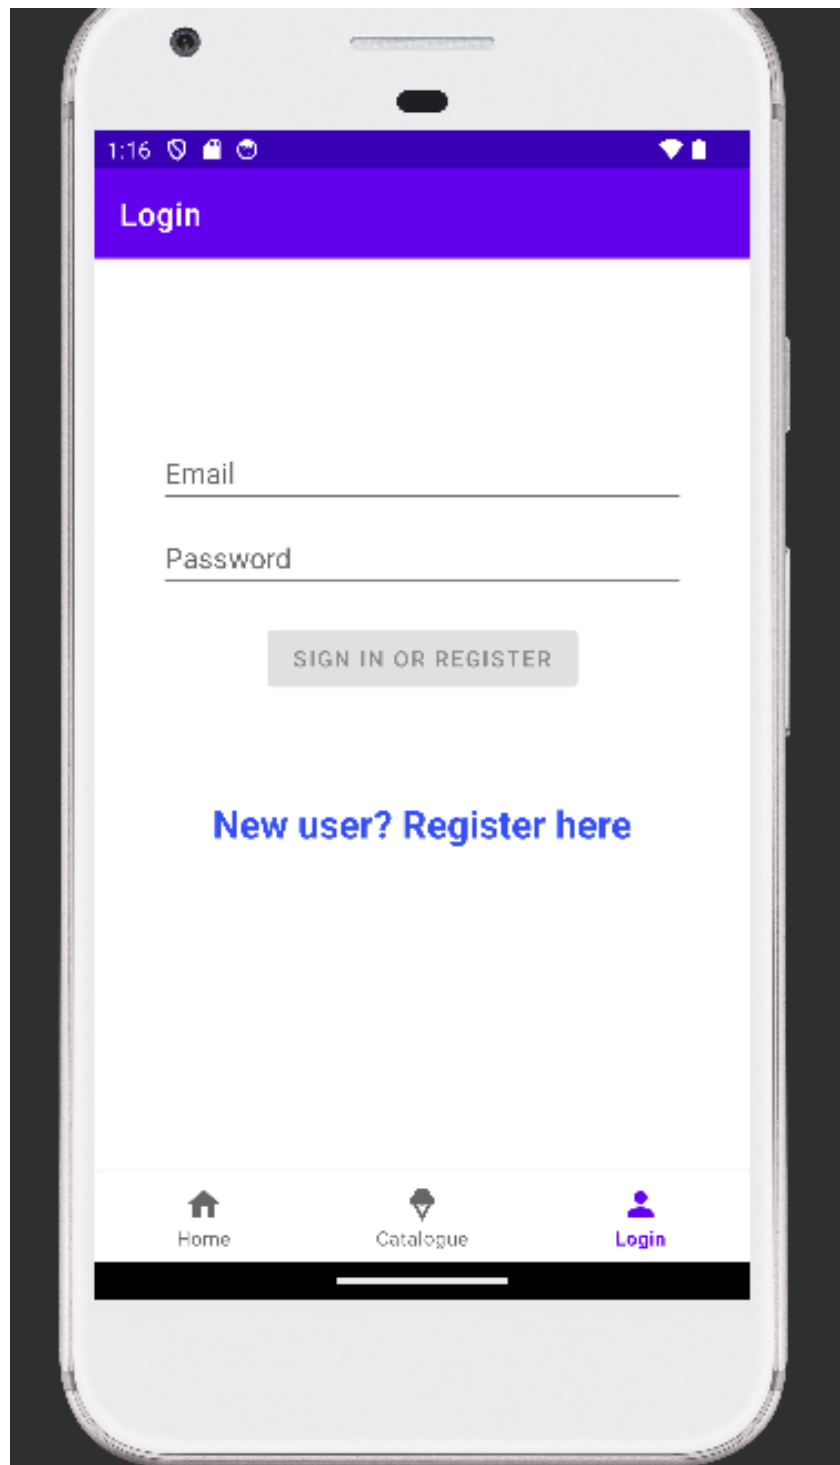 1:16
Login
Email
Password
SIGN IN OR REGISTER
New user? Register here
Home Catalogue Login